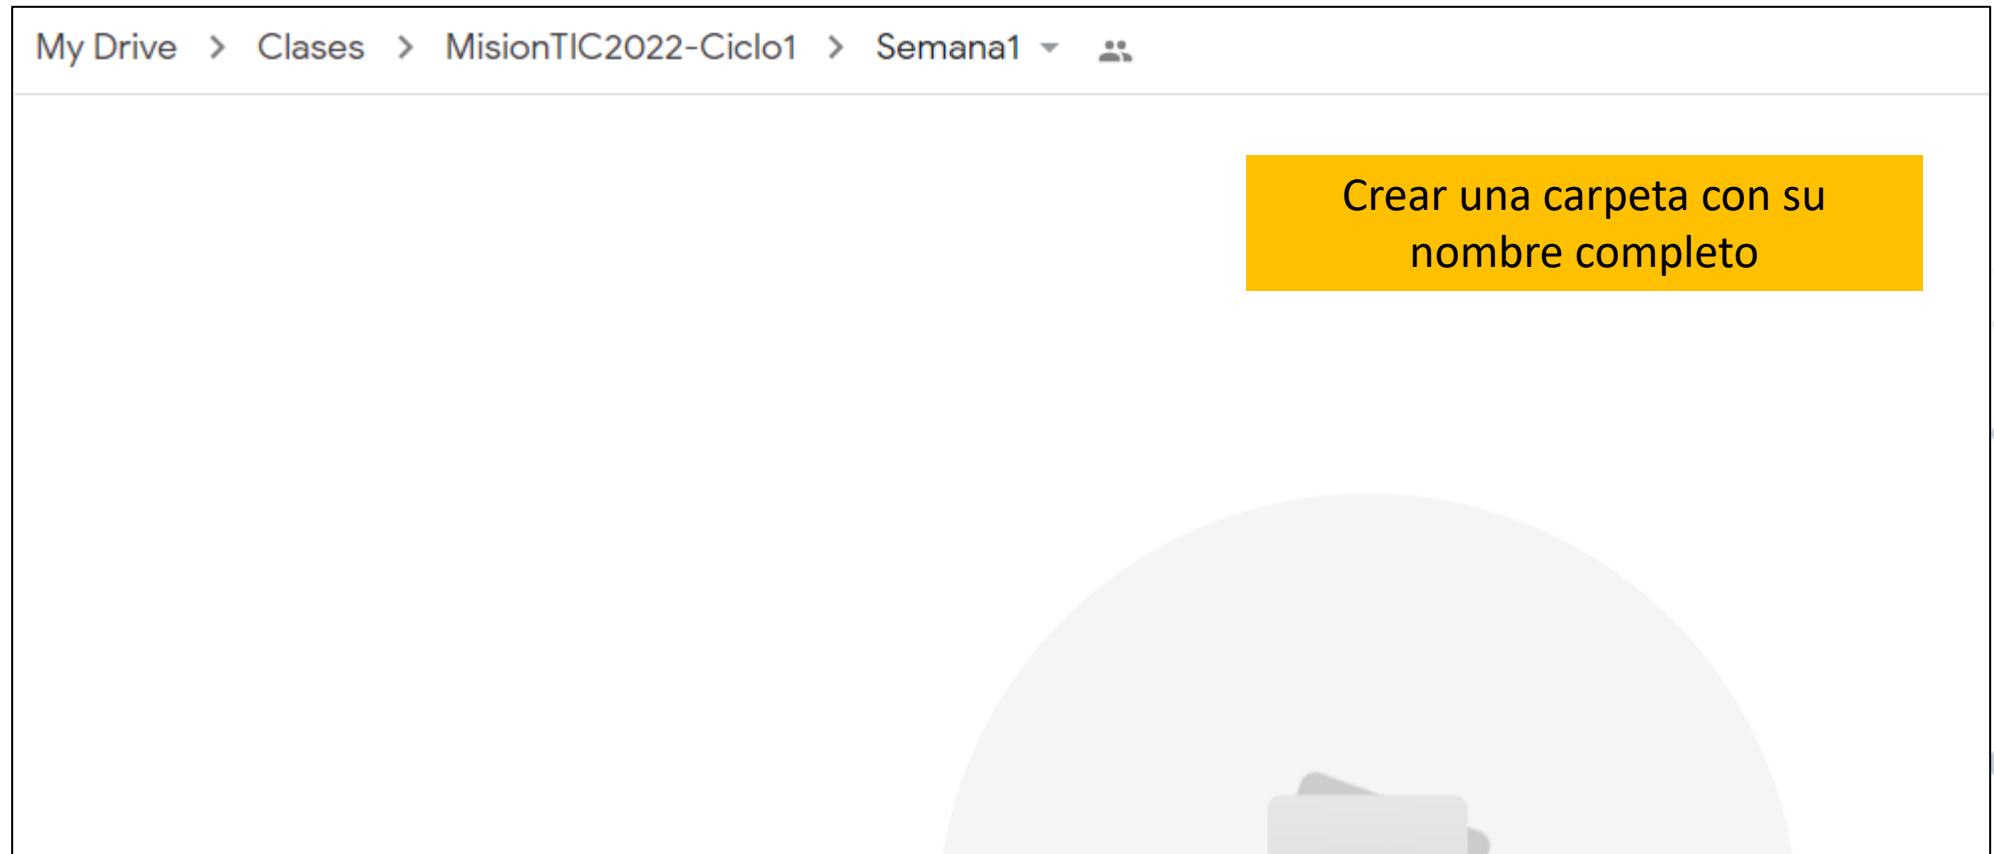 My Drive > Clases > MisionTIC2022-Ciclo1 > Semana1
Crear una carpeta con su
nombre completo